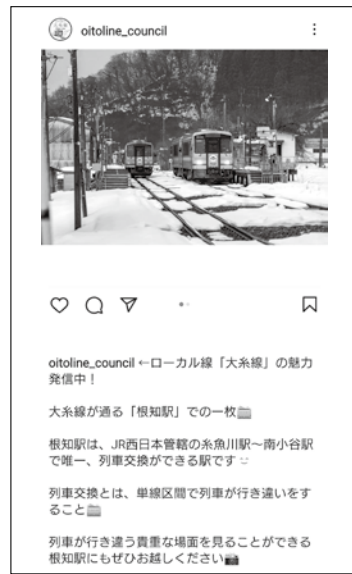 oitoline_council
oitoline_council ←ローカル線「大糸線」の魅力
発信中！
大糸線が通る「根知駅」での一枚
根知駅は、JR西日本管轄の糸魚川駅～南小谷駅
で唯一、列車交換ができる駅です
列車交換とは、単線区間で列車が行き違いをす
ること
列車が行き違う貴重な場面を見ることができる
根知駅にもぜひお越しください